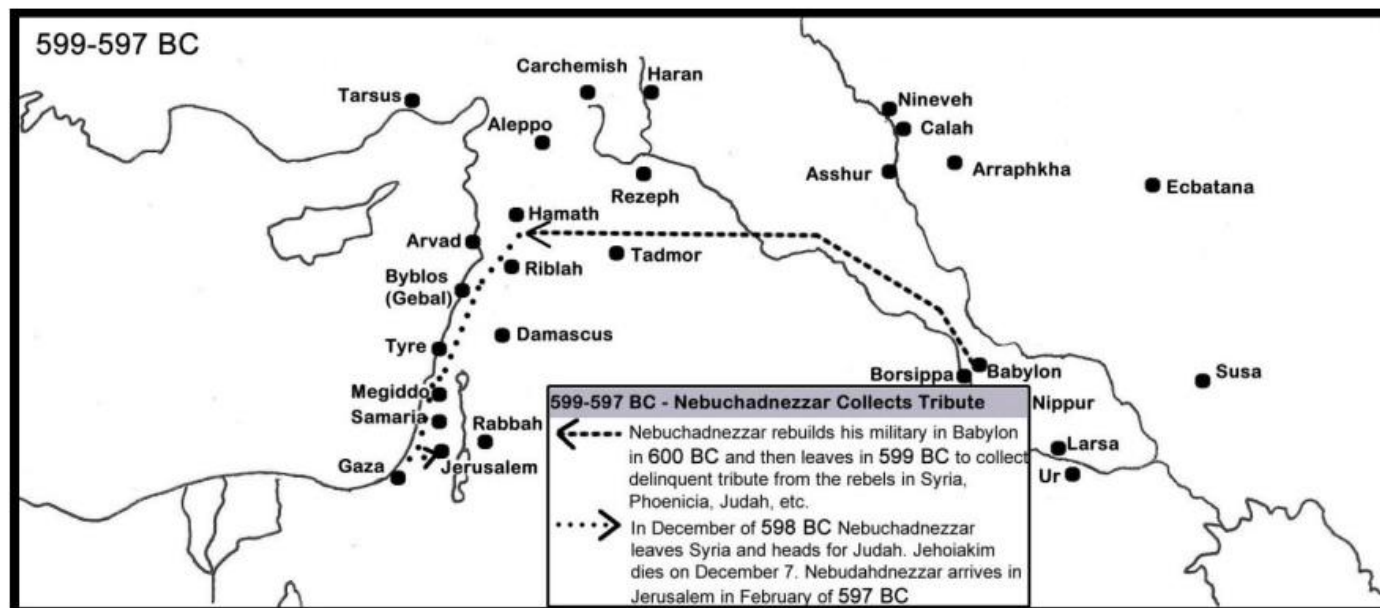 599-597 BC
Carchemish
Haran
Tarsus
Nineveh
Aleppo
Calah
Arraphkha
Asshur
Ecbatana
Rezeph
Hamath
Arvad
Riblah
Tadmor
Byblos
(Gebal)
Damascus
Tyre
Borsippa
Babylon
Susa
Megiddo
Samaria
Rabbah
Nippur
Gaza
Jerusalem
Larsa
Ur
599-597 BC - Nebuchadnezzar Collects Tribute
Nebuchadnezzar rebuilds his military in Babylon
in 600 BC and then leaves in 599 BC to collect
delinquent tribute from the rebels in Syria,
Phoenicia, Judah, etc.
In December of 598 BC Nebuchadnezzar
leaves Syria and heads for Judah. Jehoiakim
dies on December 7. Nebudahdnezzar arrives in
Jerusalem in February of 597 BC